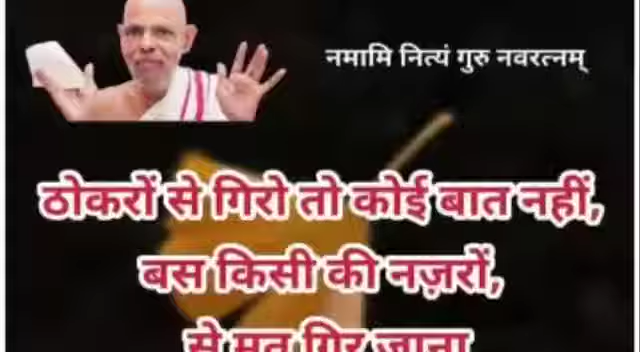 नमामि नित्यं गुरु नवरत्नम्
ठोकरों से गिरो तो कोई बात नहीं,
बस किसी की नज़रों,
से मत गिर जाना